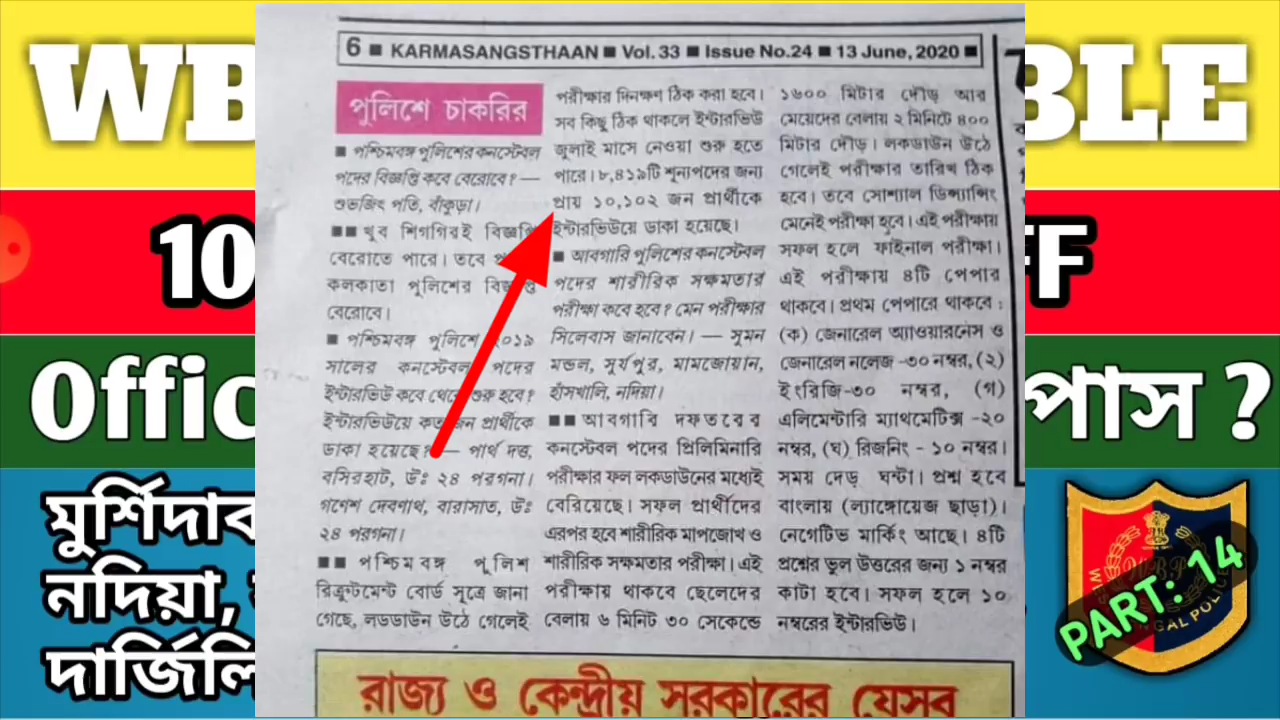 WB
BLE
10
FF
Offic
পাস ?
মুর্শিদাব
নদিয়া,
দার্জিলি
PART: 14
6 ■ KARMASANGSTHAAN ■ Vol. 33 ■ Issue No.24 ■ 13 June, 2020 ■
পুলিশে চাকরির
■ পশ্চিমবঙ্গ পুলিশের কনস্টেবল
পদের বিজ্ঞপ্তি কবে বেরোবে? —
শুভজিৎ পতি, বাঁকুড়া।
■■ খুব শিগগিরই বিজ্ঞপ্তি
বেরোতে পারে। তবে
কলকাতা পুলিশের বিজ্ঞপ্তি
বেরোবে।
■ পশ্চিমবঙ্গ পুলিশে ২০১৯
সালের কনস্টেবল পদের
ইন্টারভিউ কবে থেকে শুরু হবে?
ইন্টারভিউয়ে কত জন প্রার্থীকে
ডাকা হয়েছে? — পার্থ দত্ত,
বসিরহাট, উঃ ২৪ পরগনা।
গণেশ দেবণাথ, বারাসাত, উঃ
২৪ পরগনা।
■■ পশ্চিমবঙ্গ পুলিশ
রিক্রুটমেন্ট বোর্ড সূত্রে জানা
গেছে, লডডাউন উঠে গেলেই
পরীক্ষার দিনক্ষণ ঠিক করা হবে।
সব কিছু ঠিক থাকলে ইন্টারভিউ
জুলাই মাসে নেওয়া শুরু হতে
পারে। ৮,৪১৯টি শূন্যপদের জন্য
প্রায় ১০,১০২ জন প্রার্থীকে
ইন্টারভিউয়ে ডাকা হয়েছে।
■ আবগারি পুলিশের কনস্টেবল
পদের শারীরিক সক্ষমতার
পরীক্ষা কবে হবে? মেন পরীক্ষার
সিলেবাস জানাবেন। — সুমন
মন্ডল, সূর্যপুর, মামজোয়ান,
হাঁসখালি, নদিয়া।
■■ আবগারি দফতরের
কনস্টেবল পদের প্রিলিমিনারি
পরীক্ষার ফল লকডাউনের মধ্যেই
বেরিয়েছে। সফল প্রার্থীদের
এরপর হবে শারীরিক মাপজোখ ও
শারীরিক সক্ষমতার পরীক্ষা। এই
পরীক্ষায় থাকবে ছেলেদের
বেলায় ৬ মিনিট ৩০ সেকেন্ডে
১৬০০ মিটার দৌড় আর
মেয়েদের বেলায় ২ মিনিটে ৪০০
মিটার দৌড়। লকডাউন উঠে
গেলেই পরীক্ষার তারিখ ঠিক
হবে। তবে সোশ্যাল ডিস্ট্যান্সিং
মেনেই পরীক্ষা হবে। এই পরীক্ষায়
সফল হলে ফাইনাল পরীক্ষা।
এই পরীক্ষায় ৪টি পেপার
থাকবে। প্রথম পেপারে থাকবে :
(ক) জেনারেল অ্যাওয়ারনেস ও
জেনারেল নলেজ -৩০ নম্বর, (২)
ইংরিজি-৩০ নম্বর, (গ)
এলিমেন্টারি ম্যাথমেটিক্স -২০
নম্বর, (ঘ) রিজনিং - ১০ নম্বর।
সময় দেড় ঘন্টা। প্রশ্ন হবে
বাংলায় (ল্যাঙ্গোয়েজ ছাড়া)।
নেগেটিভ মার্কিং আছে। ৪টি
প্রশ্নের ভুল উত্তরের জন্য ১ নম্বর
কাটা হবে। সফল হলে ১০
নম্বরের ইন্টারভিউ।
রাজ্য ও কেন্দ্রীয় সরকারের যেসব